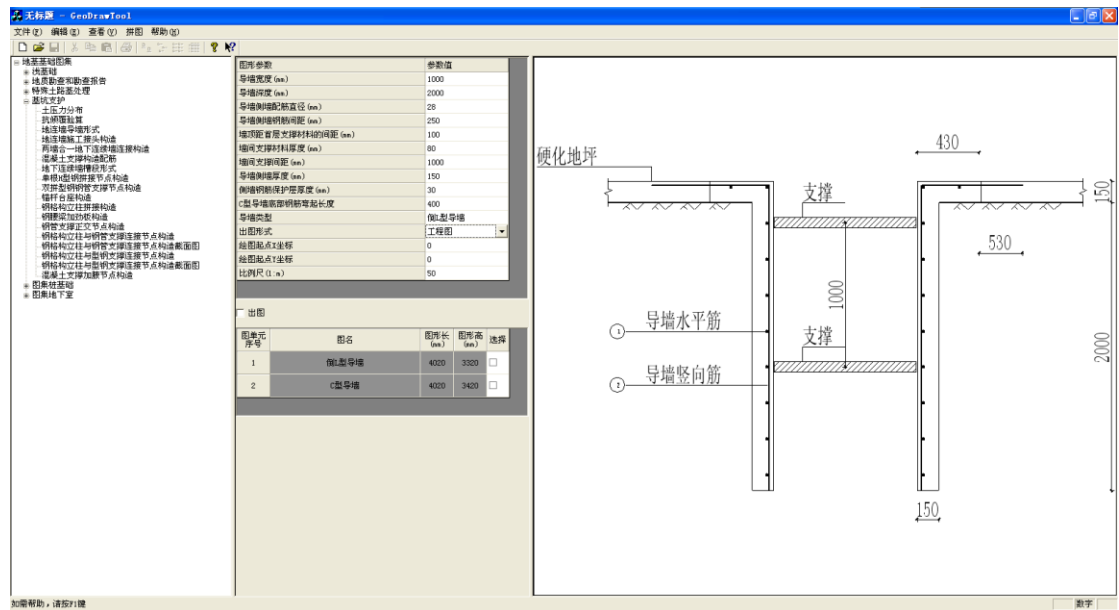 无标题 - GeoDrawTool
文件(F) 编辑(E) 查看(V) 拼图 帮助(H)
地基基础图集
浅基础
地质勘查和勘查报告
特殊土路基处理
基坑支护
土压力分布
抗倾覆验算
地连墙导墙形式
地连墙施工接头构造
两墙合一地下连续墙连接构造
混凝土支撑构造配筋
地下连续墙槽段形式
单根H型钢拼接节点构造
双拼型钢钢管支撑节点构造
锚杆台座构造
钢格构立柱拼接构造
钢腰梁加劲板构造
钢管支撑正交节点构造
钢格构立柱与钢管支撑连接节点构造
钢格构立柱与钢管支撑连接节点构造截面图
钢格构立柱与型钢支撑连接节点构造
钢格构立柱与型钢支撑连接节点构造截面图
混凝土支撑加腋节点构造
图集桩基础
图集地下室
图形参数 参数值
导墙宽度(mm) 1000
导墙深度(mm) 2000
导墙侧墙配筋直径(mm) 28
导墙侧墙钢筋间距(mm) 250
墙顶距首层支撑材料的间距(mm) 100
墙间支撑材料厚度(mm) 80
墙间支撑间距(mm) 1000
导墙侧墙厚度(mm) 150
侧墙钢筋保护层厚度(mm) 30
C型导墙底部钢筋弯起长度 400
导墙类型 倒L型导墙
出图形式 工程图
绘图起点X坐标 0
绘图起点Y坐标 0
比例尺(1:n) 50
出图
图单元序号 图名 图形长(mm) 图形高(mm) 选择
1 倒L型导墙 4020 3320
2 C型导墙 4020 3420
硬化地坪
430
150
支撑
530
1000
1 导墙水平筋
支撑
2000
2 导墙竖向筋
150
如需帮助，请按F1键
数字